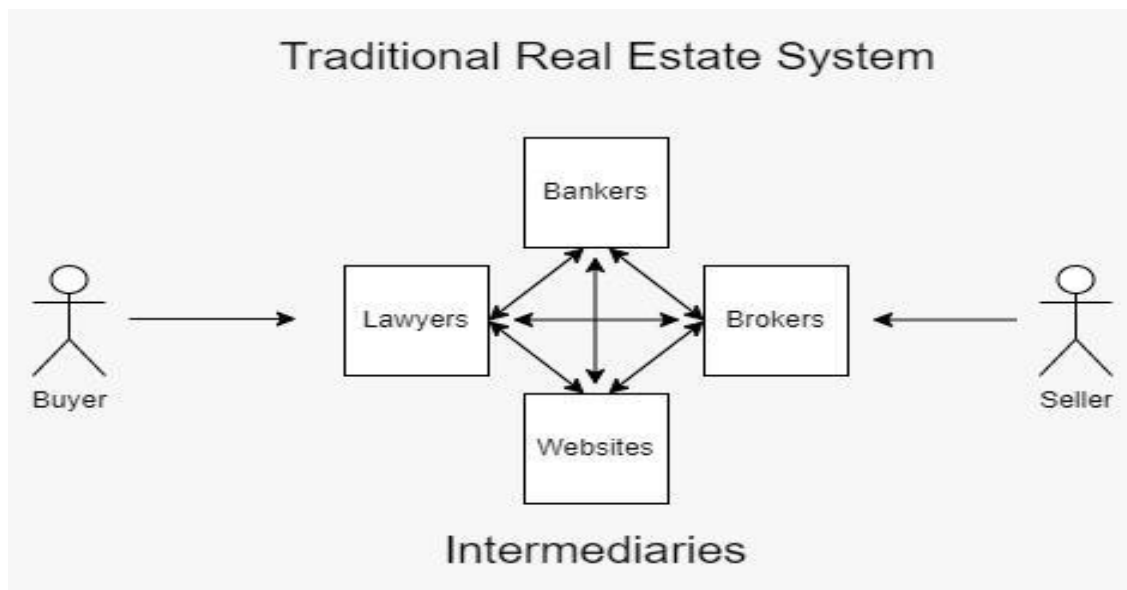 Traditional Real Estate System
Bankers
Lawyers
Brokers
Buyer
Seller
Websites
Intermediaries